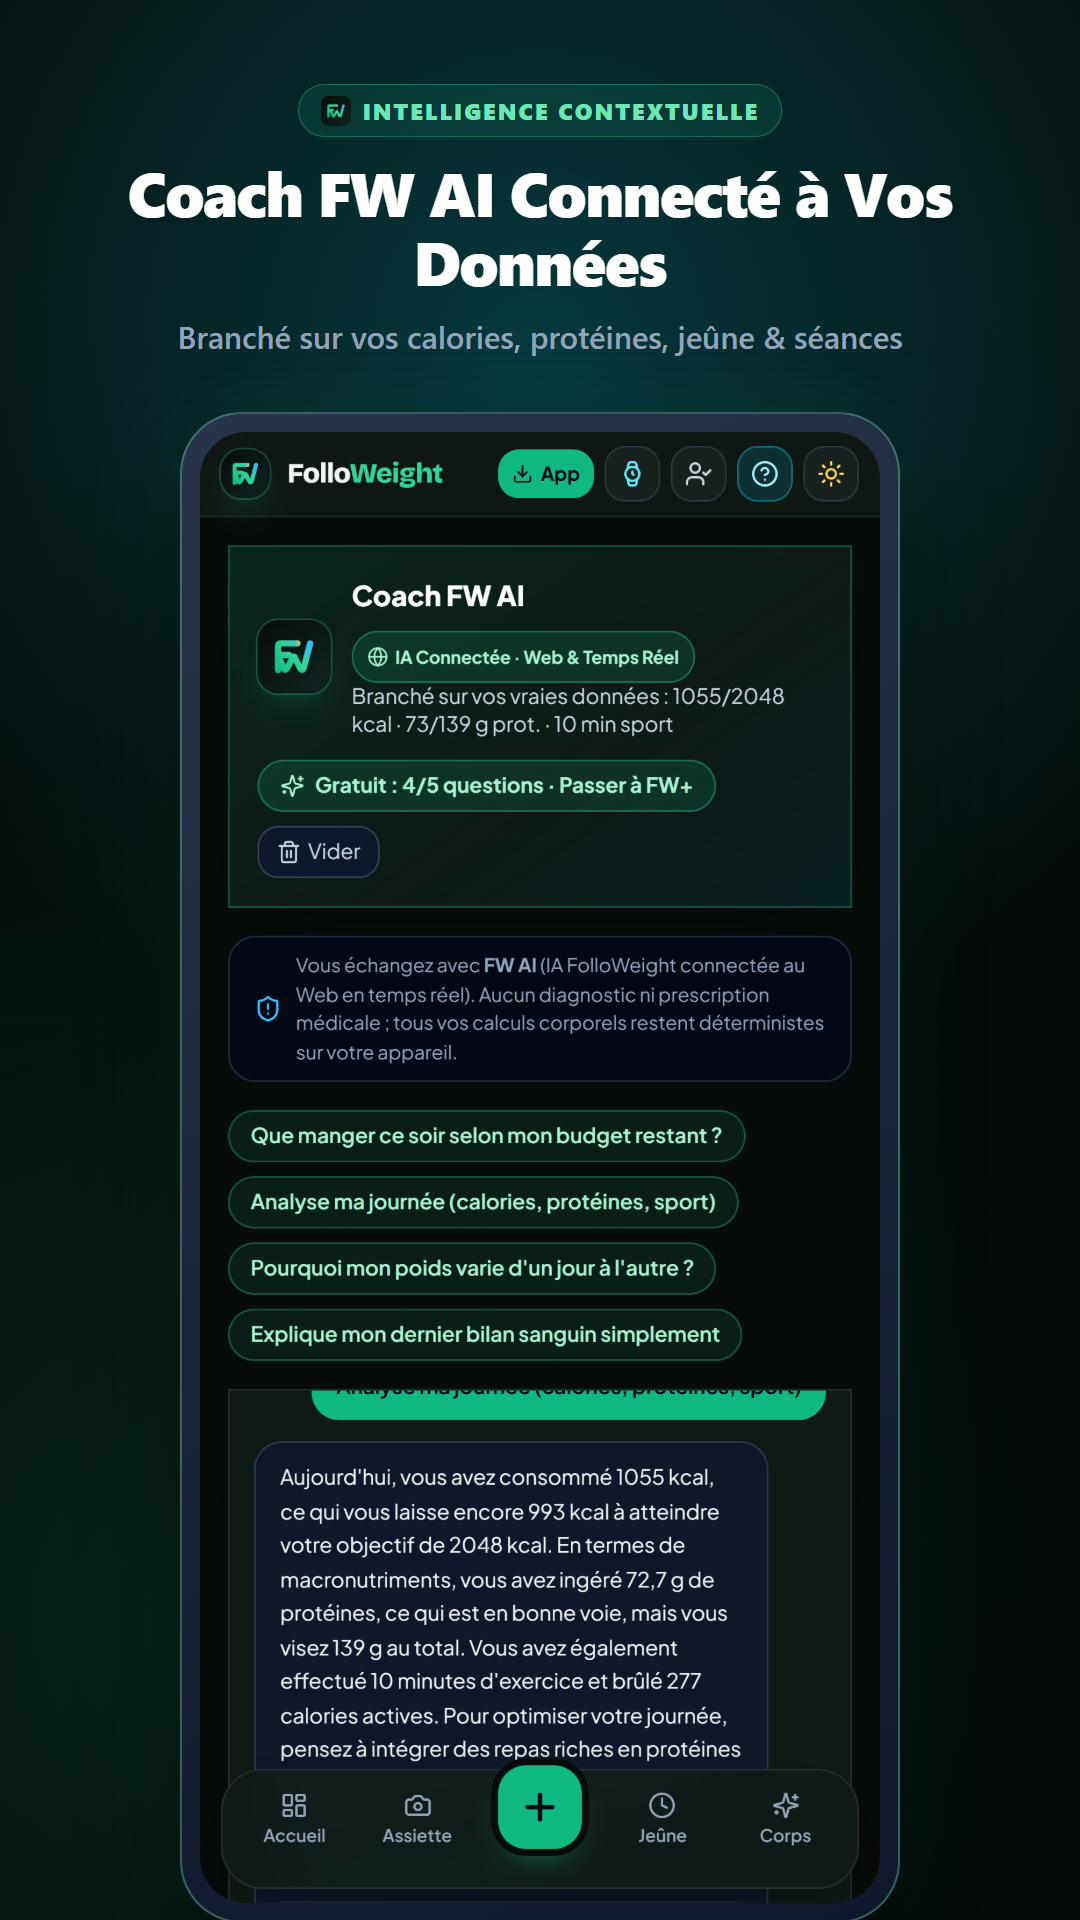 INTELLIGENCE CONTEXTUELLE
Coach FW AI Connecté à Vos
Données
Branché sur vos calories, protéines, jeûne & séances
FW FolloWeight
App
Coach FW AI
FW
IA Connectée · Web & Temps Réel
Branché sur vos vraies données : 1055/2048
kcal · 73/139 g prot. · 10 min sport
Gratuit : 4/5 questions · Passer à FW+
Vider
Vous échangez avec FW AI (IA FolloWeight connectée au
Web en temps réel). Aucun diagnostic ni prescription
médicale ; tous vos calculs corporels restent déterministes
sur votre appareil.
Que manger ce soir selon mon budget restant ?
Analyse ma journée (calories, protéines, sport)
Pourquoi mon poids varie d'un jour à l'autre ?
Explique mon dernier bilan sanguin simplement
Analyse ma journée (calories, protéines, sport)
Aujourd'hui, vous avez consommé 1055 kcal,
ce qui vous laisse encore 993 kcal à atteindre
votre objectif de 2048 kcal. En termes de
macronutriments, vous avez ingéré 72,7 g de
protéines, ce qui est en bonne voie, mais vous
visez 139 g au total. Vous avez également
effectué 10 minutes d'exercice et brûlé 277
calories actives. Pour optimiser votre journée,
pensez à intégrer des repas riches en protéines
Accueil
Assiette
Jeûne
Corps